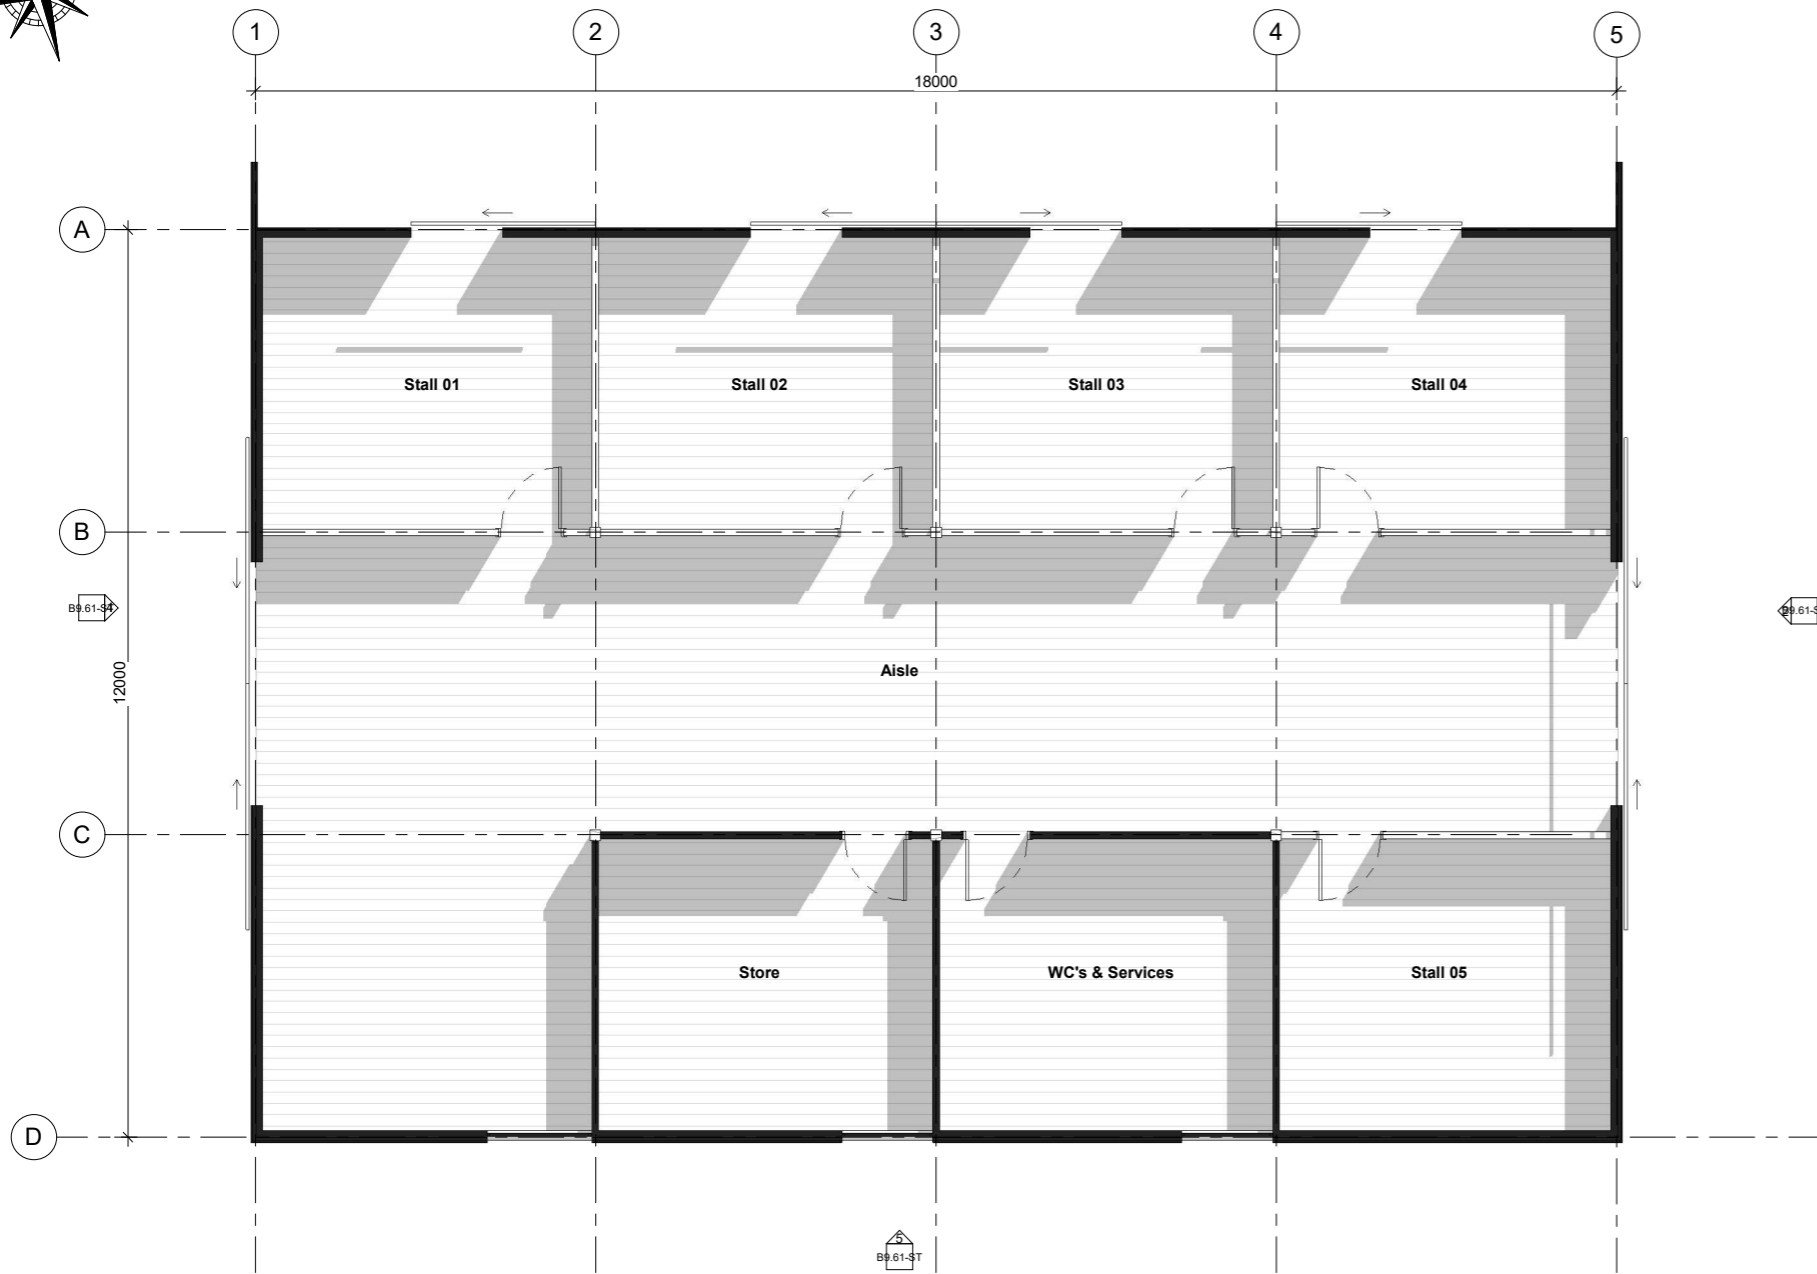 1 2 3 4 5
18000
A
Stall 01 Stall 02 Stall 03 Stall 04
B
B9.61-ST
Aisle
12000
C
Store WC's & Services Stall 05
D
5
B9.61-ST